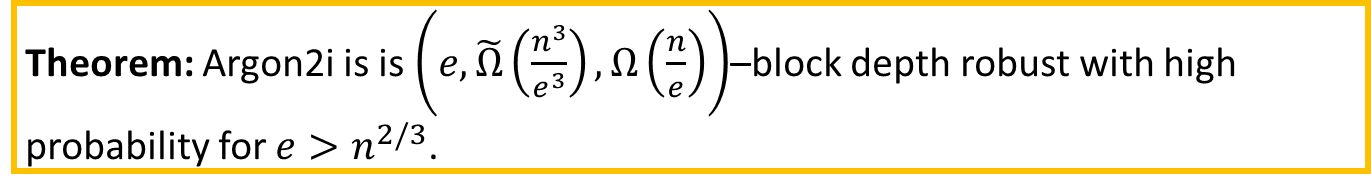 Theorem: Argon2i is is (e, Ω̃(n³/e³), Ω(n/e))–block depth robust with high
probability for e > n^{2/3}.